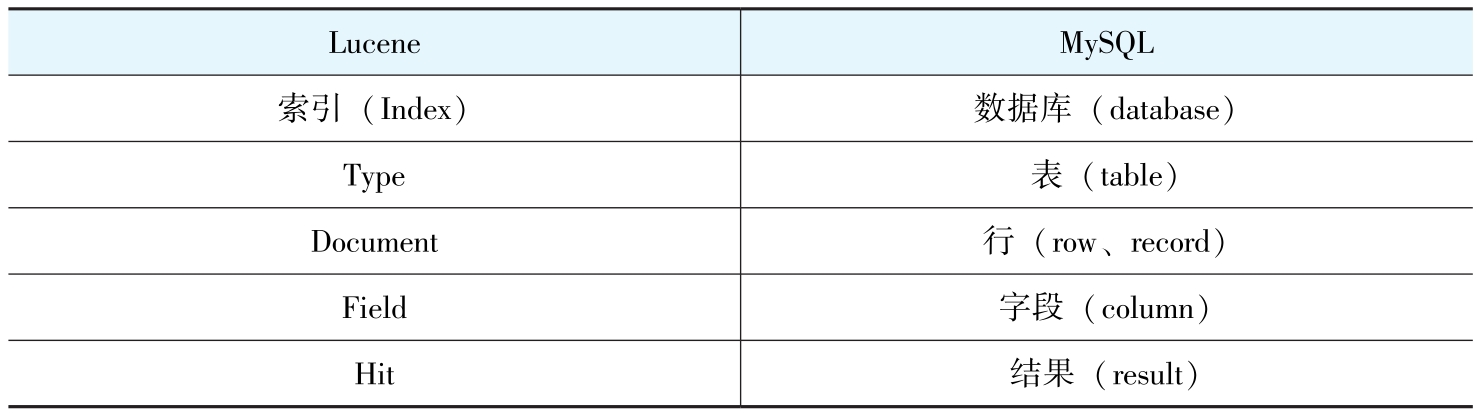 Lucene MySQL
索引（Index） 数据库（database）
Type 表（table）
Document 行（row、record）
Field 字段（column）
Hit 结果（result）